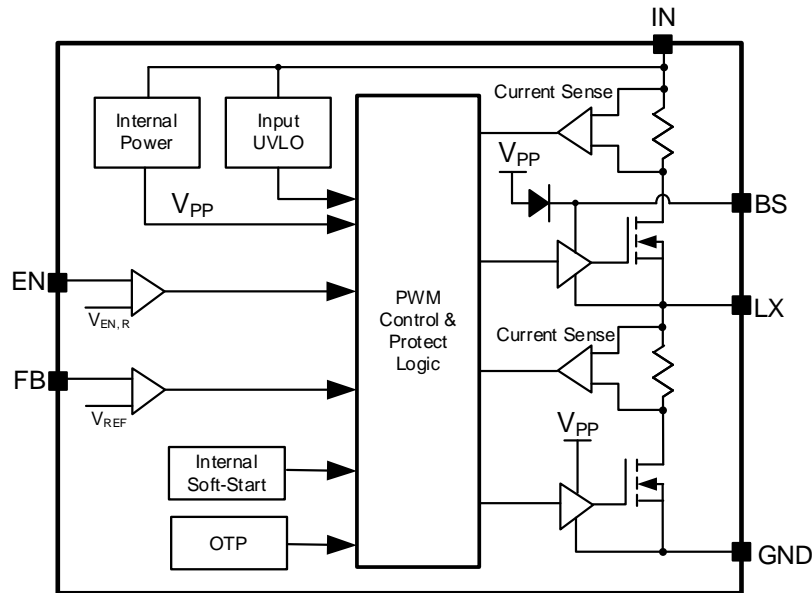 IN
Current Sense
Internal
Power
Input
UVLO
VPP
VPP
BS
EN
VEN, R
PWM
Control &
Protect
Logic
LX
Current Sense
FB
VREF
VPP
Internal
Soft-Start
OTP
GND